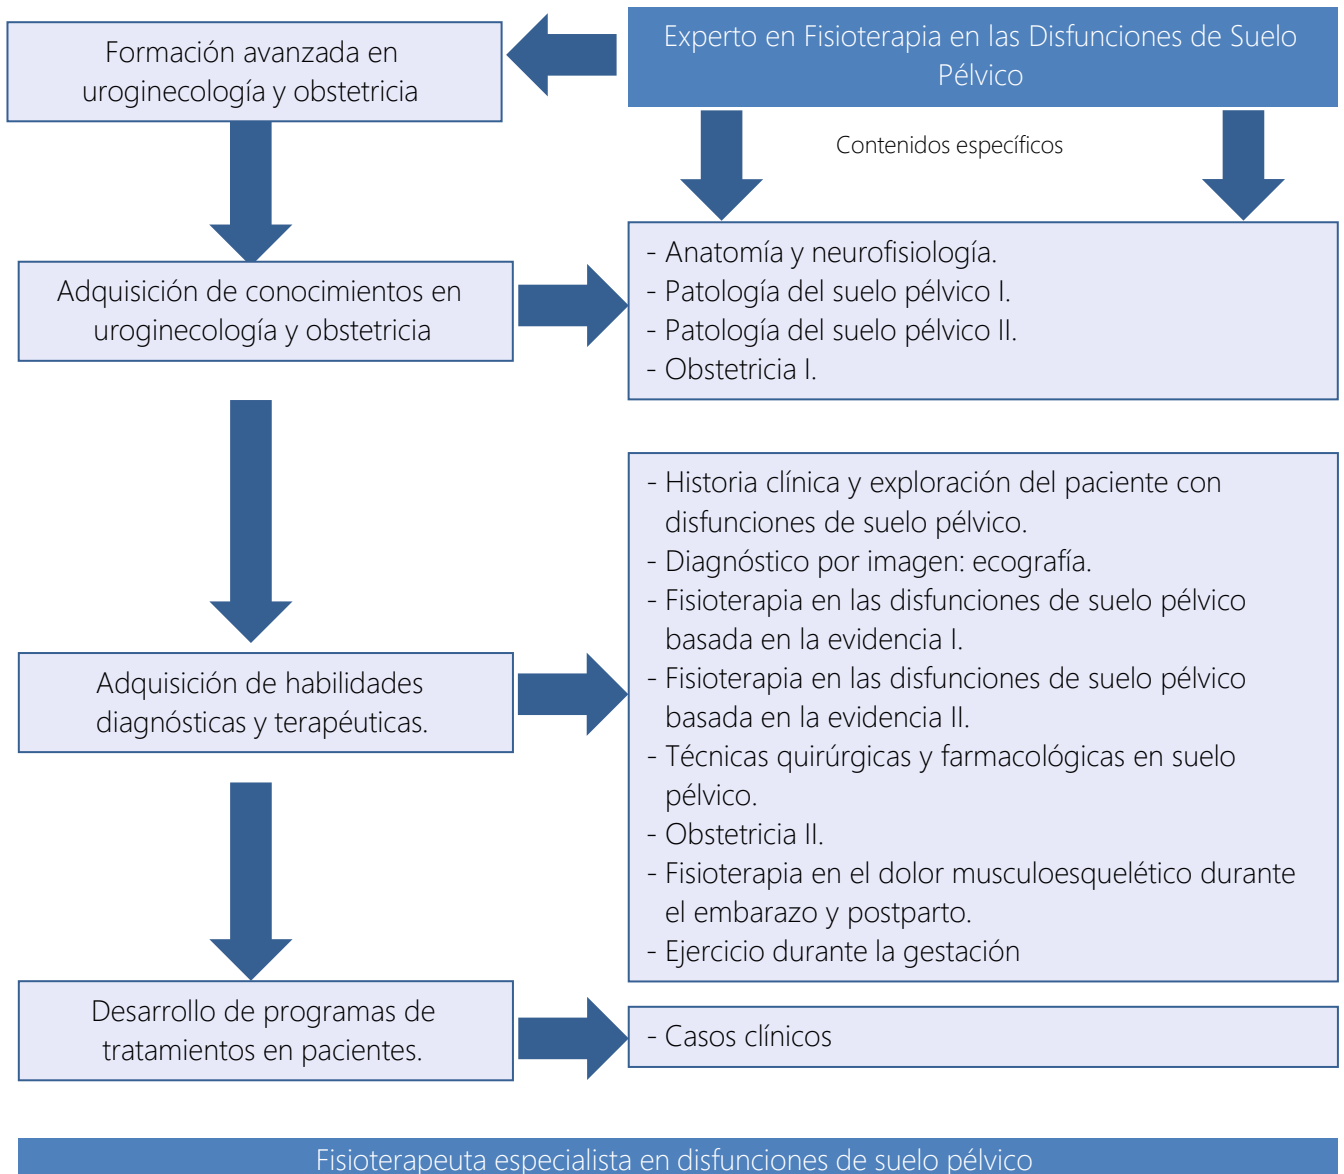 Formación avanzada en
uroginecología y obstetricia
Experto en Fisioterapia en las Disfunciones de Suelo
Pélvico
Contenidos específicos
Adquisición de conocimientos en
uroginecología y obstetricia
- Anatomía y neurofisiología.
- Patología del suelo pélvico I.
- Patología del suelo pélvico II.
- Obstetricia I.
Adquisición de habilidades
diagnósticas y terapéuticas.
- Historia clínica y exploración del paciente con
disfunciones de suelo pélvico.
- Diagnóstico por imagen: ecografía.
- Fisioterapia en las disfunciones de suelo pélvico
basada en la evidencia I.
- Fisioterapia en las disfunciones de suelo pélvico
basada en la evidencia II.
- Técnicas quirúrgicas y farmacológicas en suelo
pélvico.
- Obstetricia II.
- Fisioterapia en el dolor musculoesquelético durante
el embarazo y postparto.
- Ejercicio durante la gestación
Desarrollo de programas de
tratamientos en pacientes.
- Casos clínicos
Fisioterapeuta especialista en disfunciones de suelo pélvico